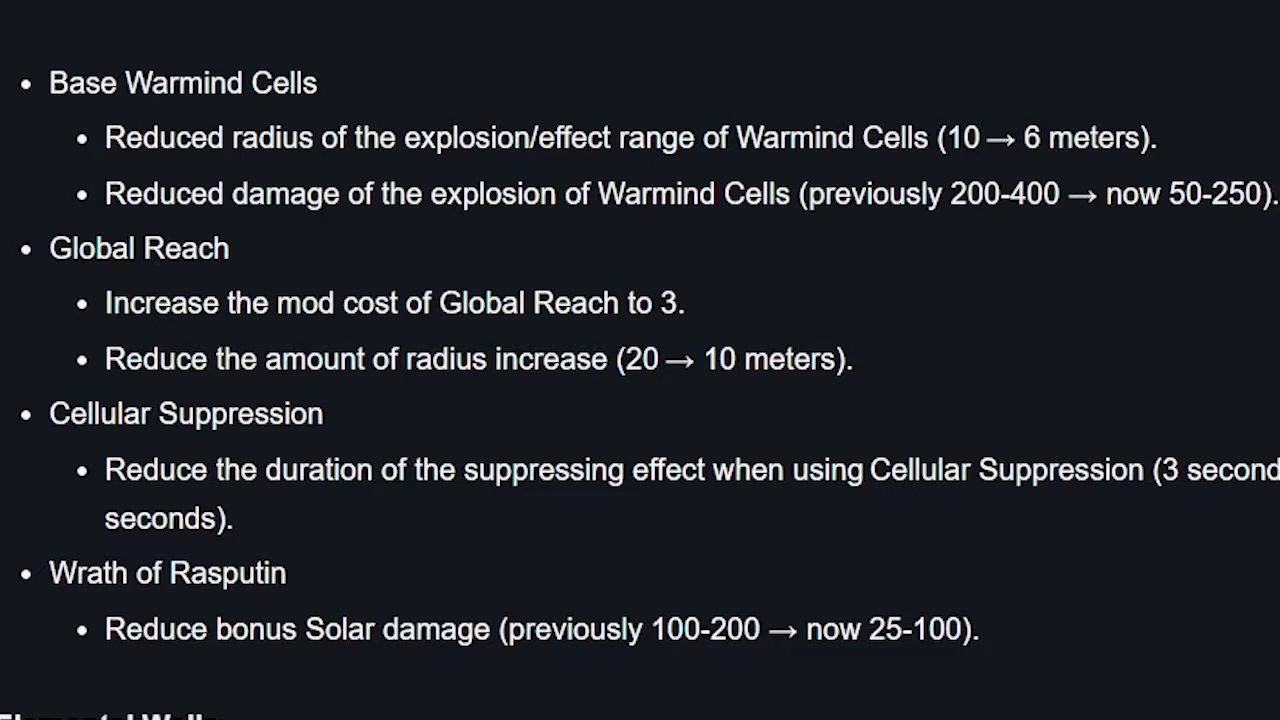 • Base Warmind Cells
• Reduced radius of the explosion/effect range of Warmind Cells (10 → 6 meters).
• Reduced damage of the explosion of Warmind Cells (previously 200-400 → now 50-250).
• Global Reach
• Increase the mod cost of Global Reach to 3.
• Reduce the amount of radius increase (20 → 10 meters).
• Cellular Suppression
• Reduce the duration of the suppressing effect when using Cellular Suppression (3 second
seconds).
• Wrath of Rasputin
• Reduce bonus Solar damage (previously 100-200 → now 25-100).